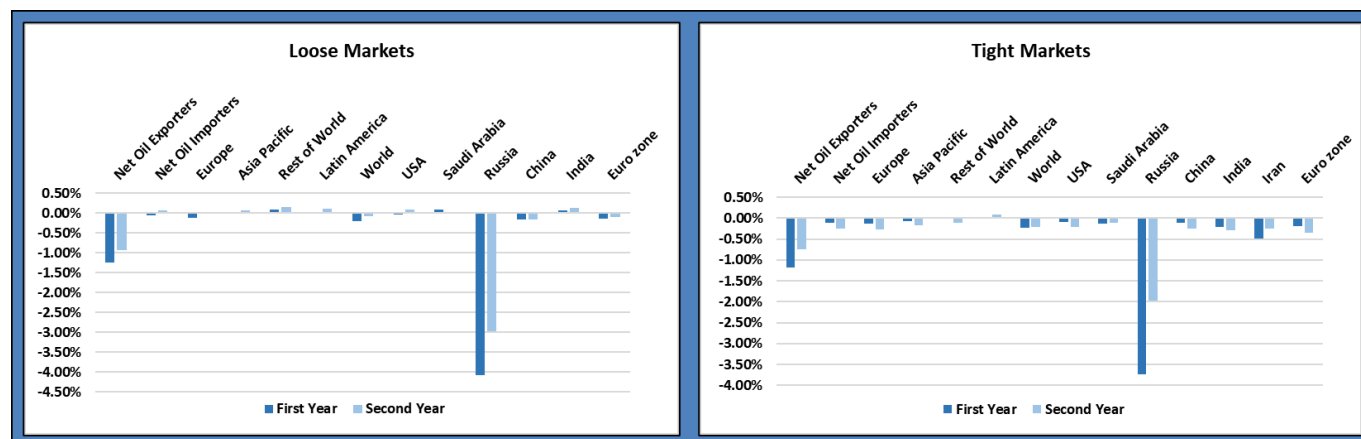 Loose Markets
Net Oil Exporters
Net Oil Importers
Europe
Asia Pacific
Rest of World
Latin America
World
USA
Saudi Arabia
Russia
China
India
Euro zone
0.50%
0.00%
-0.50%
-1.00%
-1.50%
-2.00%
-2.50%
-3.00%
-3.50%
-4.00%
-4.50%
First Year Second Year
Tight Markets
Net Oil Exporters
Net Oil Importers
Europe
Asia Pacific
Rest of World
Latin America
World
USA
Saudi Arabia
Russia
China
India
Iran
Euro zone
0.50%
0.00%
-0.50%
-1.00%
-1.50%
-2.00%
-2.50%
-3.00%
-3.50%
-4.00%
First Year Second Year